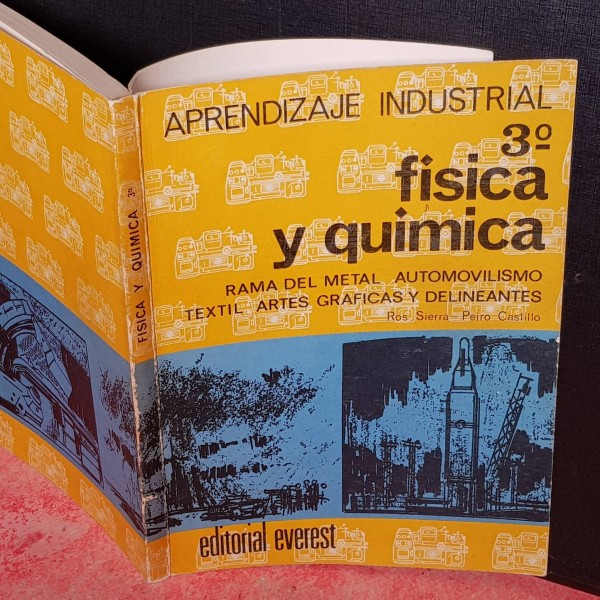 APRENDIZAJE INDUSTRIAL
3º
física
y química
RAMA DEL METAL AUTOMOVILISMO
TEXTIL ARTES GRAFICAS Y DELINEANTES
Ros Sierra - Peiro Castillo
editorial everest
FISICA Y QUIMICA 3º